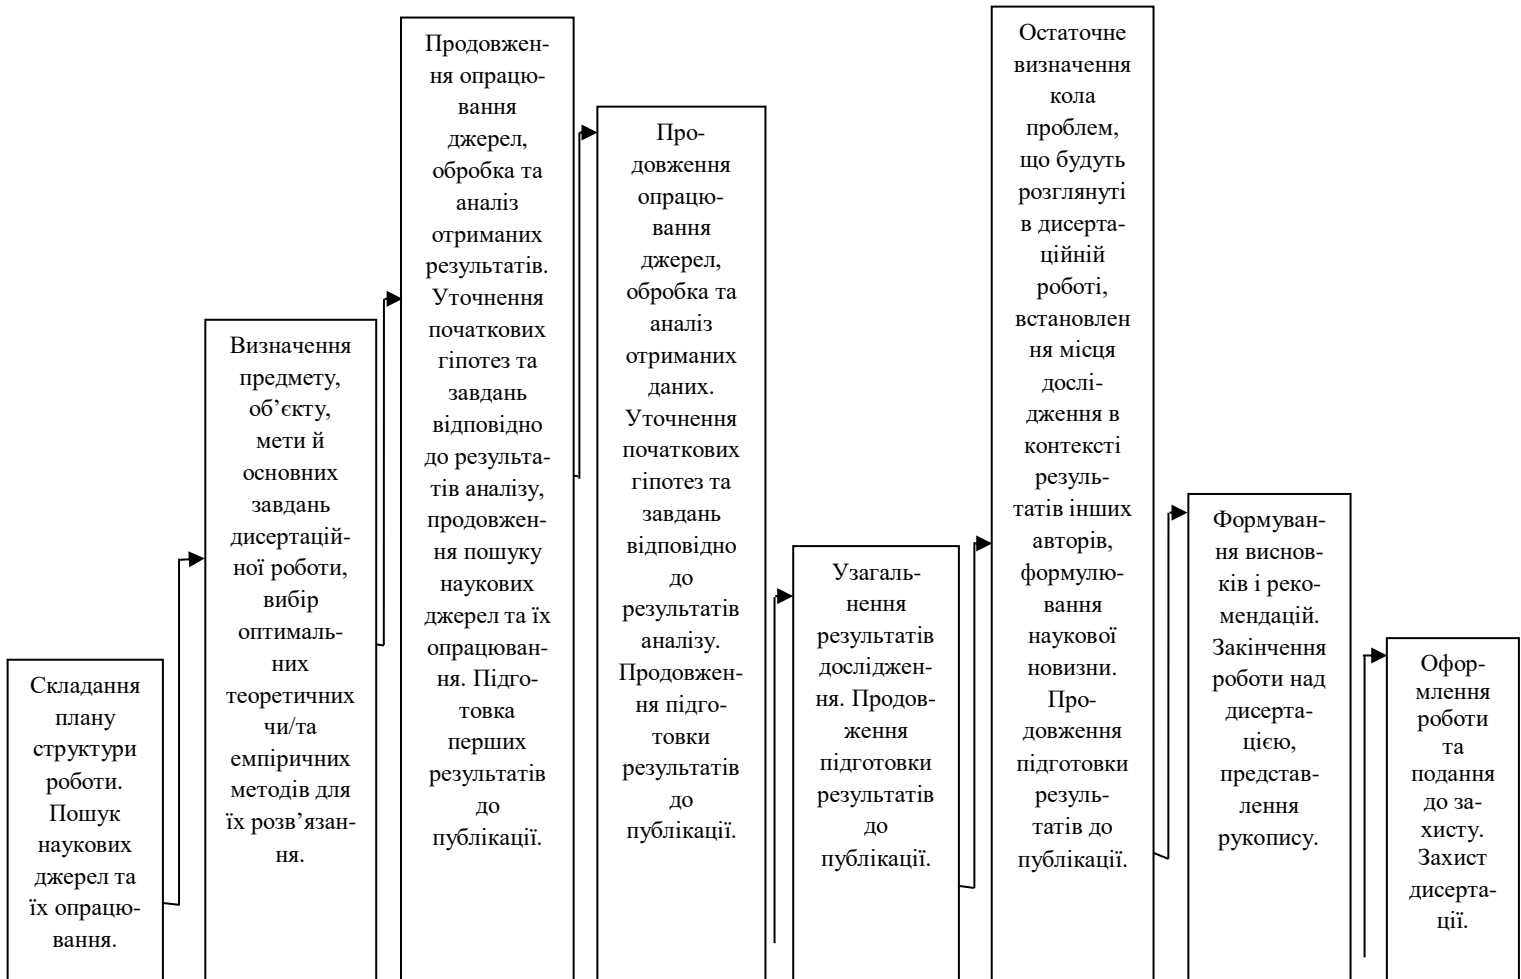 Складання
плану
структури
роботи.
Пошук
наукових
джерел та
їх опрацю-
вання.
Визначення
предмету,
об’єкту,
мети й
основних
завдань
дисертацій-
ної роботи,
вибір
оптималь-
них
теоретичних
чи/та
емпіричних
методів для
їх розв’язан-
ня.
Продовжен-
ня опрацю-
вання
джерел,
обробка та
аналіз
отриманих
результатів.
Уточнення
початкових
гіпотез та
завдань
відповідно
до результа-
тів аналізу,
продовжен-
ня пошуку
наукових
джерел та їх
опрацюван-
ня. Підго-
товка
перших
результатів
до
публікації.
Про-
довження
опрацю-
вання
джерел,
обробка та
аналіз
отриманих
даних.
Уточнення
початкових
гіпотез та
завдань
відповідно
до
результатів
аналізу.
Продовжен-
ня підго-
товки
результатів
до
публікації.
Узагаль-
нення
результатів
досліджен-
ня. Продов-
ження
підготовки
результатів
до
публікації.
Остаточне
визначення
кола
проблем,
що будуть
розглянуті
в дисерта-
ційній
роботі,
встановлен
ня місця
дослі-
дження в
контексті
резуль-
татів інших
авторів,
формулю-
вання
наукової
новизни.
Про-
довження
підготовки
резуль-
татів до
публікації.
Формуван-
ня виснов-
ків і реко-
мендацій.
Закінчення
роботи над
дисерта-
цією,
представ-
лення
рукопису.
Офор-
млення
роботи
та
подання
до за-
хисту.
Захист
дисерта-
ції.